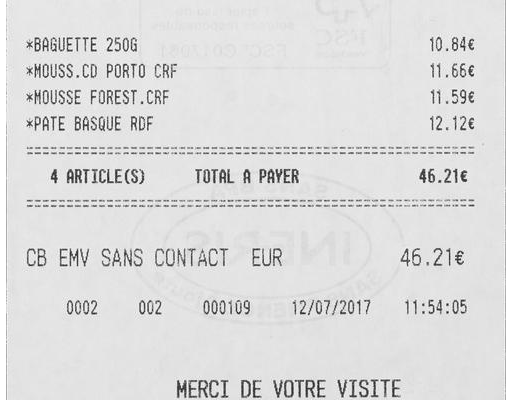 *BAGUETTE 250G 10.84€
*MOUSS.CD PORTO CRF 11.66€
*MOUSSE FOREST.CRF 11.59€
*PATE BASQUE RDF 12.12€
================================================
4 ARTICLE(S) TOTAL A PAYER 46.21€
================================================
CB EMV SANS CONTACT EUR 46.21€
0002 002 000109 12/07/2017 11:54:05
MERCI DE VOTRE VISITE